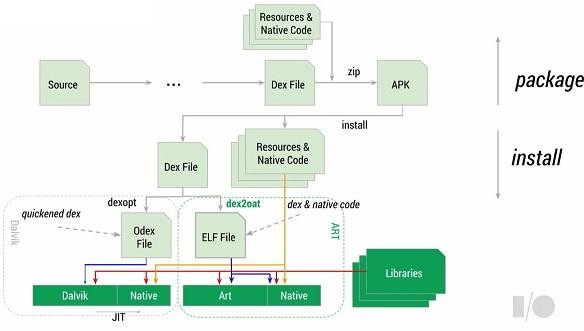 Resources &
Native Code
zip
package
Source
...
Dex File
APK
install
install
Dex File
Resources &
Native Code
dexopt
dex2oat
dex & native code
quickened dex
Dalvik
Odex
File
ELF File
ART
Libraries
Dalvik
Native
Art
Native
JIT
I/O